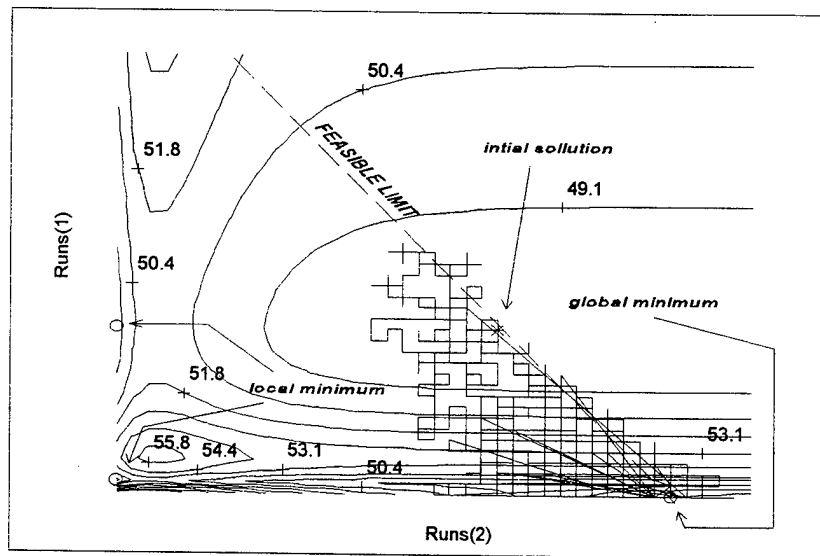 50.4
FEASIBLE LIMIT
intial sollution
51.8
49.1
Runs(1)
50.4
global minimum
51.8
local minimum
55.8
54.4
53.1
50.4
53.1
Runs(2)